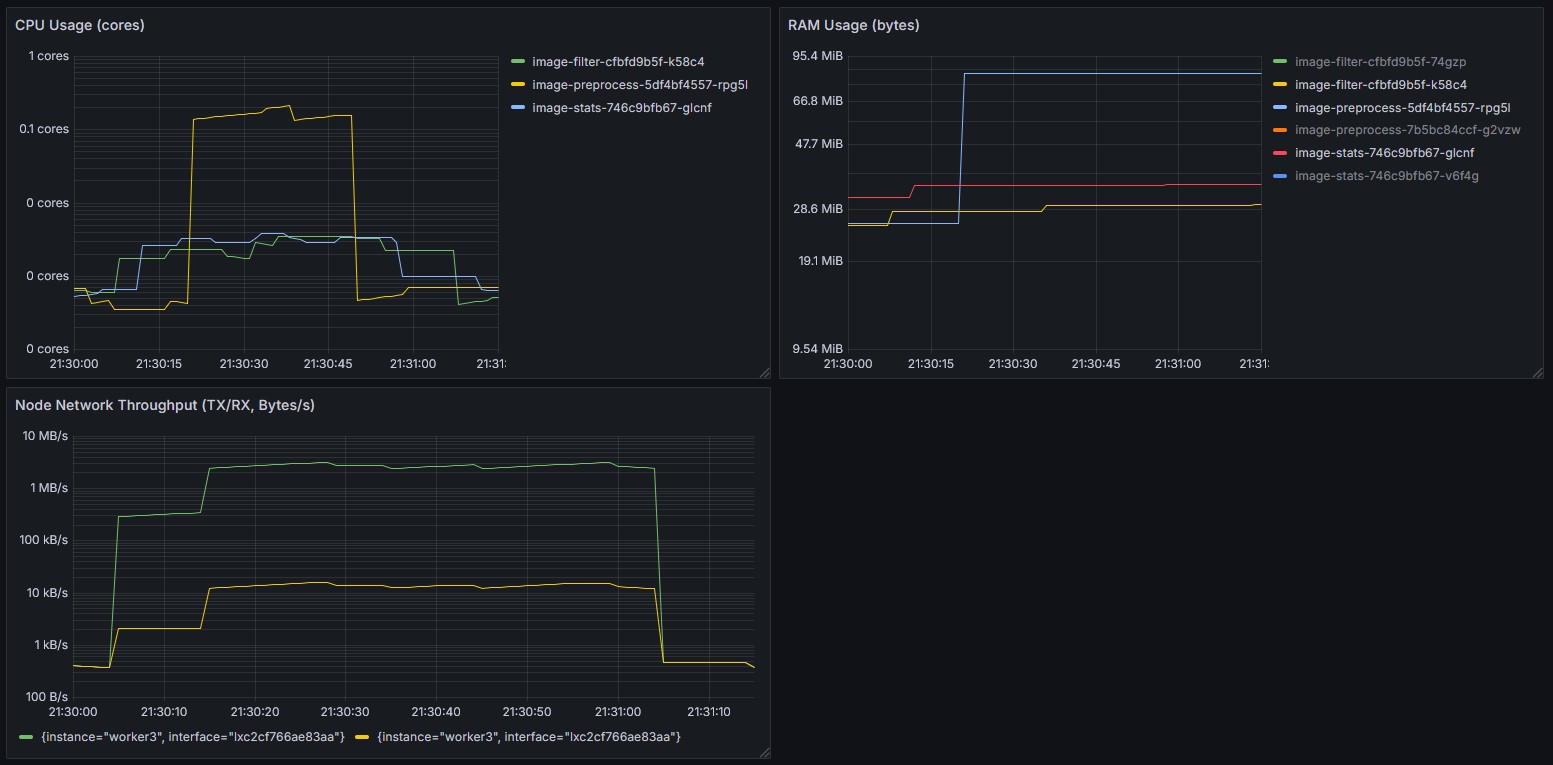 CPU Usage (cores)
1 cores
0.1 cores
0 cores
0 cores
0 cores
21:30:00 21:30:15 21:30:30 21:30:45 21:31:00 21:31:
image-filter-cfbfd9b5f-k58c4
image-preprocess-5df4bf4557-rpg5l
image-stats-746c9bfb67-glcnf
RAM Usage (bytes)
95.4 MiB
66.8 MiB
47.7 MiB
28.6 MiB
19.1 MiB
9.54 MiB
21:30:00 21:30:15 21:30:30 21:30:45 21:31:00 21:31:
image-filter-cfbfd9b5f-74gzp
image-filter-cfbfd9b5f-k58c4
image-preprocess-5df4bf4557-rpg5l
image-preprocess-7b5bc84ccf-g2vzw
image-stats-746c9bfb67-glcnf
image-stats-746c9bfb67-v6f4g
Node Network Throughput (TX/RX, Bytes/s)
10 MB/s
1 MB/s
100 kB/s
10 kB/s
1 kB/s
100 B/s
21:30:00 21:30:10 21:30:20 21:30:30 21:30:40 21:30:50 21:31:00 21:31:10
{instance="worker3", interface="lxc2cf766ae83aa"} {instance="worker3", interface="lxc2cf766ae83aa"}